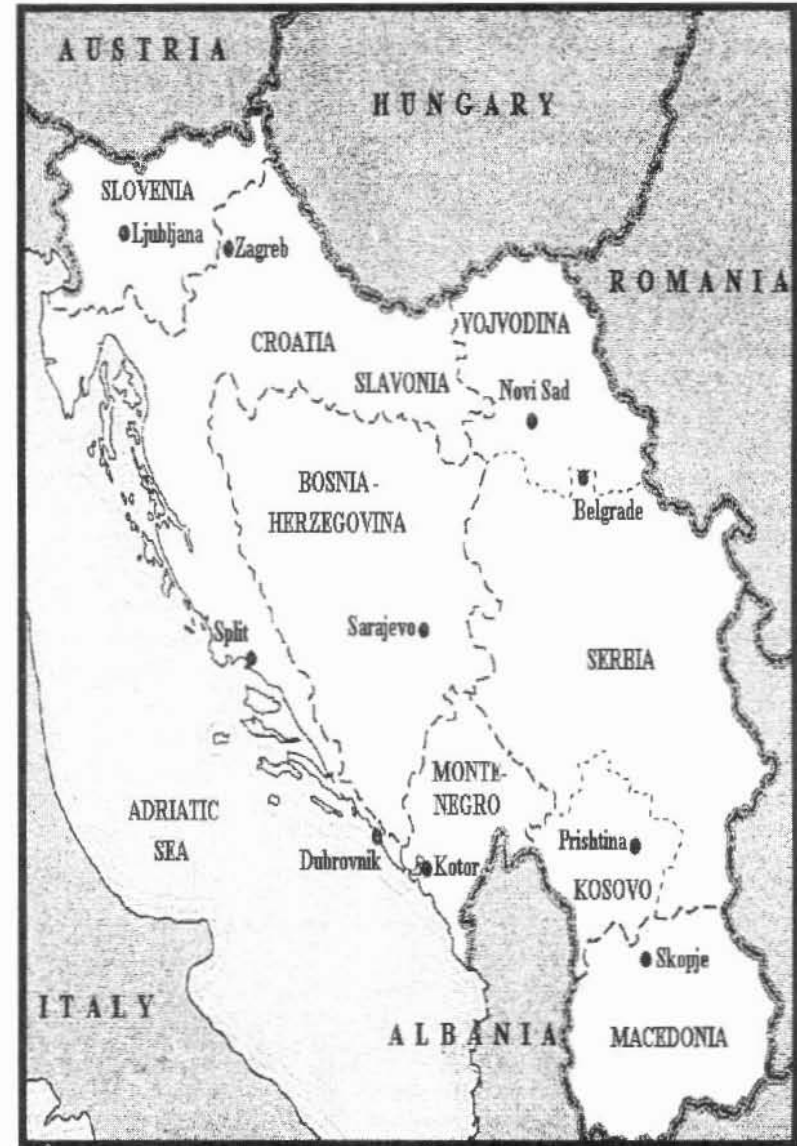 AUSTRIA
HUNGARY
SLOVENIA
Ljubljana
Zagreb
ROMANIA
VOJVODINA
CROATIA
SLAVONIA
Novi Sad
BOSNIA -
HERZEGOVINA
Belgrade
Sarajevo
Split
SERBIA
MONTE-
NEGRO
ADRIATIC
SEA
Dubrovnik
Kotor
Prishtina
KOSOVO
Skopje
ITALY
ALBANIA
MACEDONIA